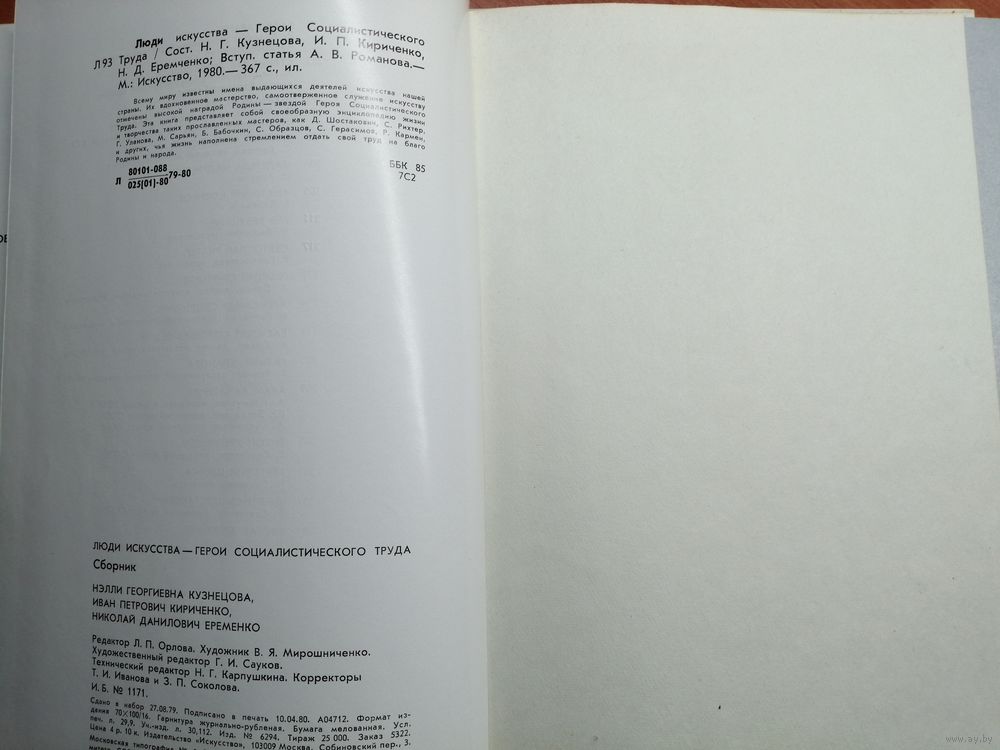 Люди искусства — Герои Социалистического
Л 93 Труда / Сост. Н. Г. Кузнецова, И. П. Кириченко,
Н. Д. Еремченко; Вступ. статья А. В. Романова.—
М.: Искусство, 1980.— 367 с., ил.
Всему миру известны имена выдающихся деятелей искусства нашей
страны. Их вдохновенное мастерство, самоотверженное служение искусству
отмечены высокой наградой Родины — звездой Героя Социалистического
Труда. Эта книга представляет собой своеобразную энциклопедию жизни
и творчества таких прославленных мастеров, как Д. Шостакович, С. Рихтер,
Г. Уланова, М. Сарьян, Б. Бабочкин, С. Образцов, С. Герасимов, Р. Кармен,
и других, чья жизнь наполнена стремлением отдать свой труд на благо
Родины и народа.
Л 80101-088
025(01)-80 79-80
ББК 85
7С2
ЛЮДИ ИСКУССТВА — ГЕРОИ СОЦИАЛИСТИЧЕСКОГО ТРУДА
Сборник
НЭЛЛИ ГЕОРГИЕВНА КУЗНЕЦОВА,
ИВАН ПЕТРОВИЧ КИРИЧЕНКО,
НИКОЛАЙ ДАНИЛОВИЧ ЕРЕМЕНКО
Редактор Л. П. Орлова. Художник В. Я. Мирошниченко.
Художественный редактор Г. И. Сауков.
Технический редактор Н. Г. Карпушкина. Корректоры
Т. И. Иванова и З. П. Соколова.
И.Б. № 1171.
Сдано в набор 27.08.79. Подписано в печать 10.04.80. А04712. Формат из-
дания 70×100/16. Гарнитура журнально-рубленая. Бумага мелованная. Усл.
печ. л. 29,9. Уч.-изд. л. 30,112. Изд. № 6294. Тираж 25 000. Заказ 5322.
Цена 4 р. 10 к. Издательство «Искусство», 103009 Москва, Собиновский пер., 3.
Московская типография №
www.ay.by